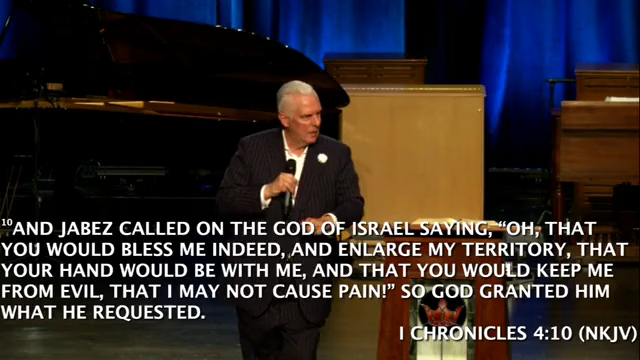 10AND JABEZ CALLED ON THE GOD OF ISRAEL SAYING, “OH, THAT
YOU WOULD BLESS ME INDEED, AND ENLARGE MY TERRITORY, THAT
YOUR HAND WOULD BE WITH ME, AND THAT YOU WOULD KEEP ME
FROM EVIL, THAT I MAY NOT CAUSE PAIN!” SO GOD GRANTED HIM
WHAT HE REQUESTED.
I CHRONICLES 4:10 (NKJV)